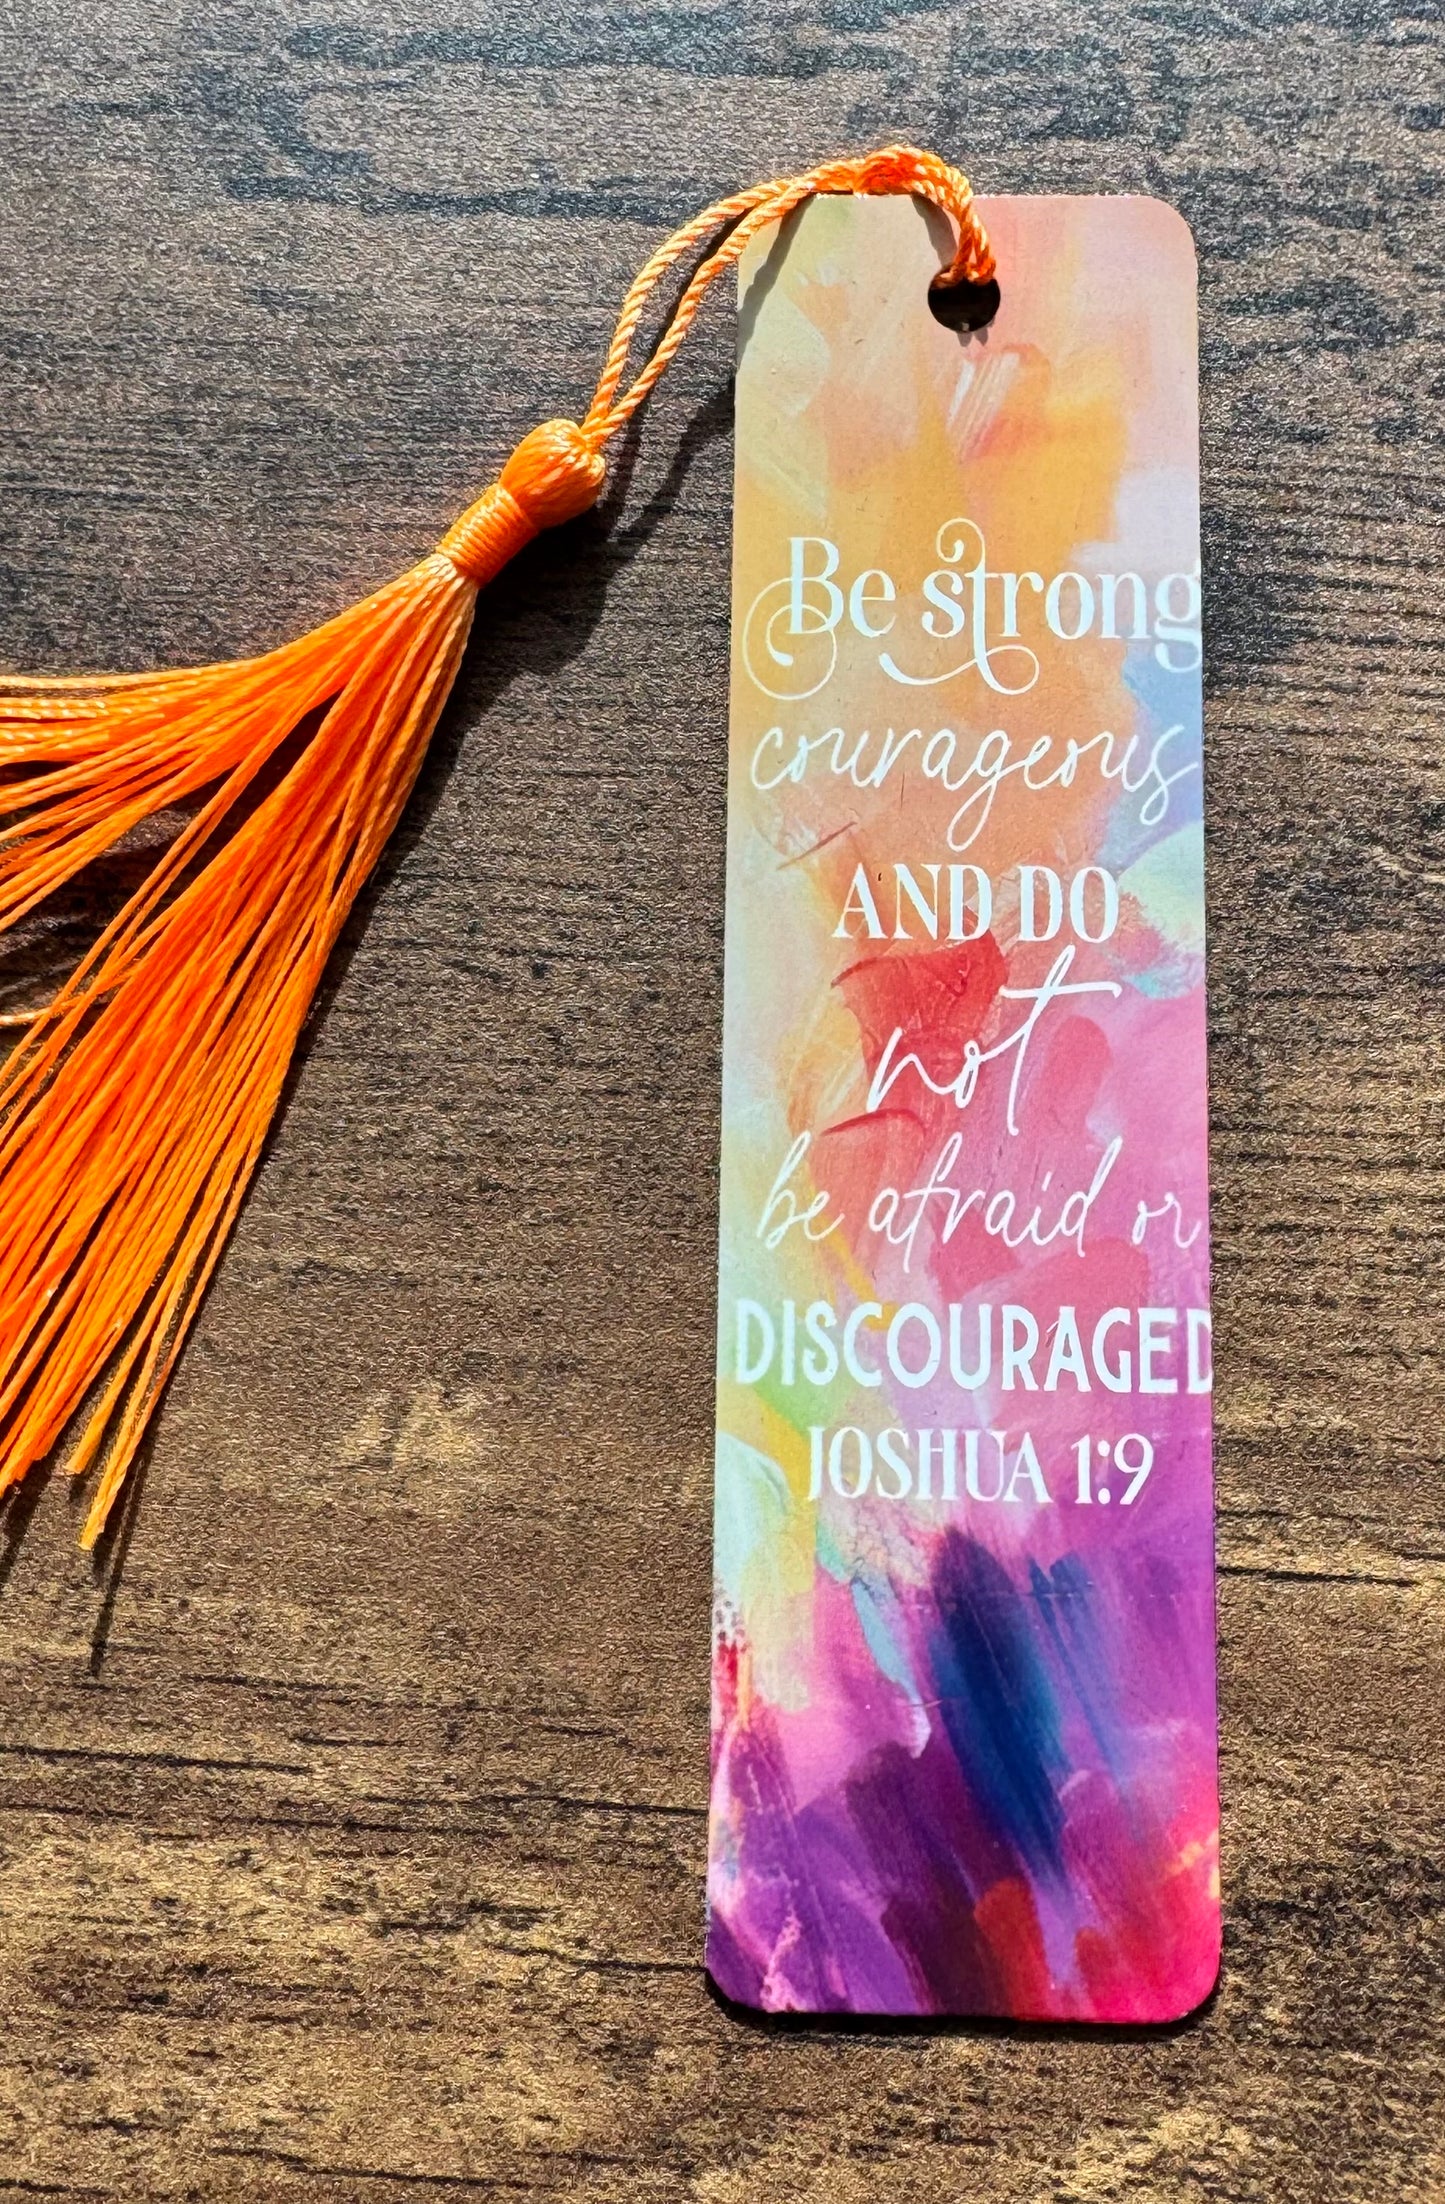 Be strong
courageous
AND DO
not
be afraid or
DISCOURAGED
JOSHUA 1:9